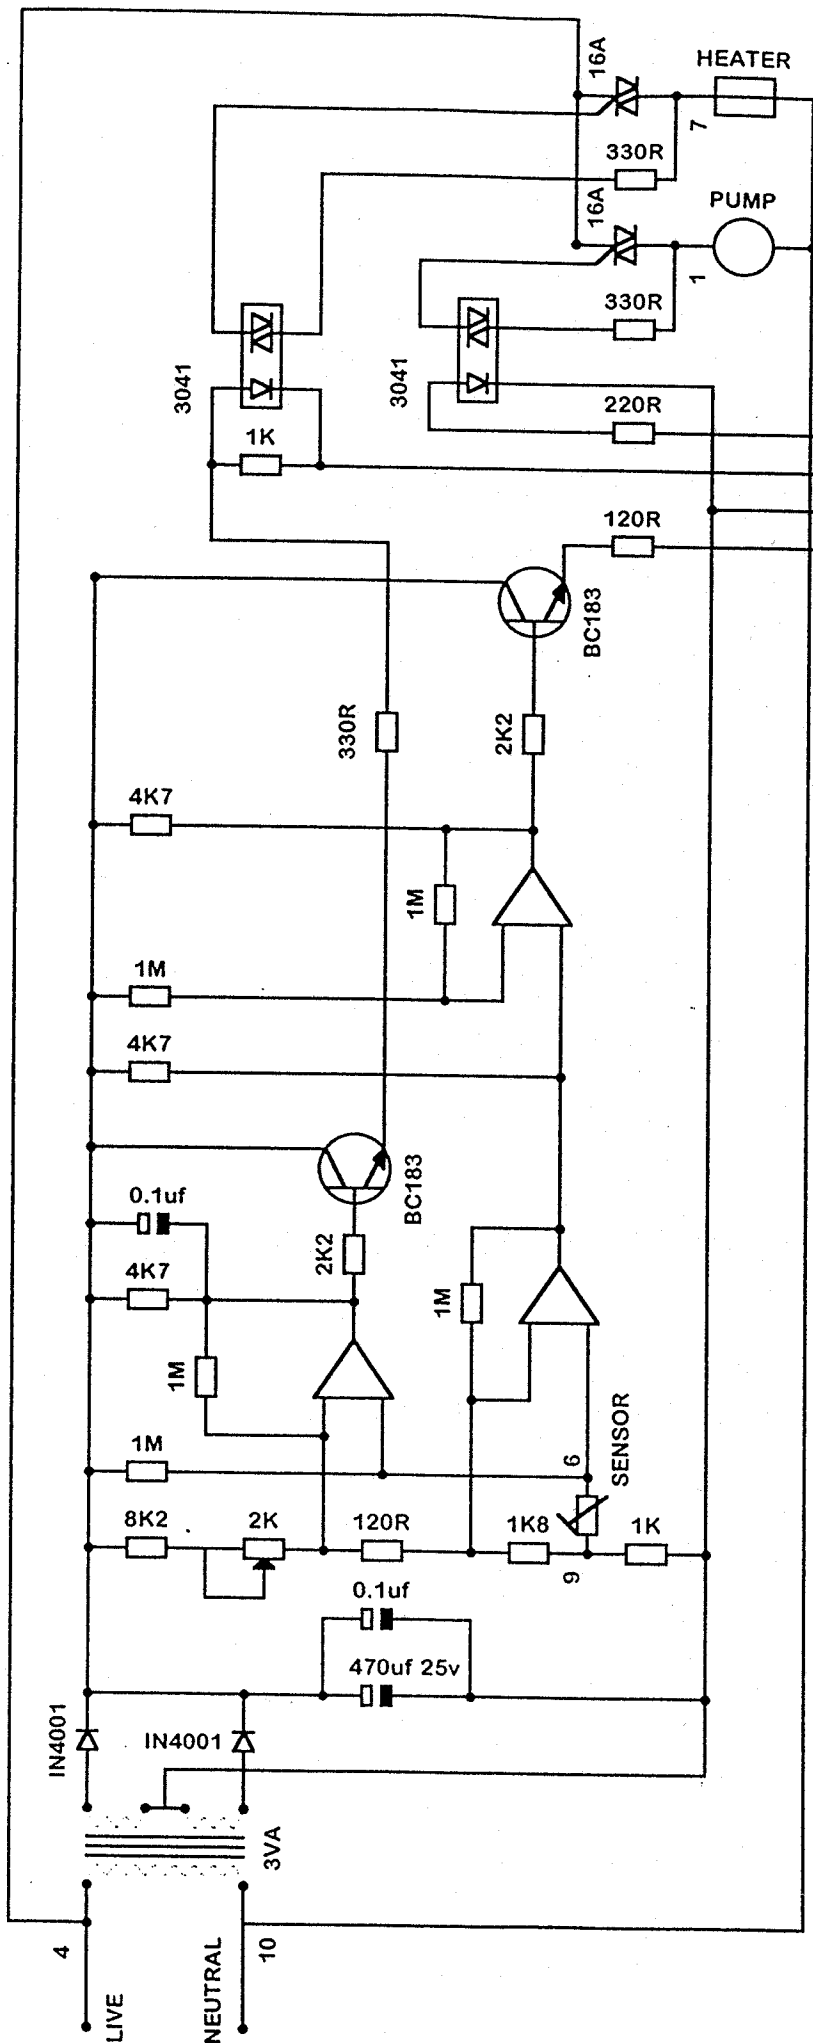 16A
HEATER
7
330R
16A
PUMP
1
330R
3041
3041
220R
1K
120R
BC183
330R
2K2
4K7
1M
1M
4K7
BC183
0.1uf
2K2
4K7
1M
1M
1M
6
SENSOR
8K2
2K
120R
1K8
1K
9
0.1uf
470uf 25v
IN4001
IN4001
3VA
4
10
LIVE
NEUTRAL